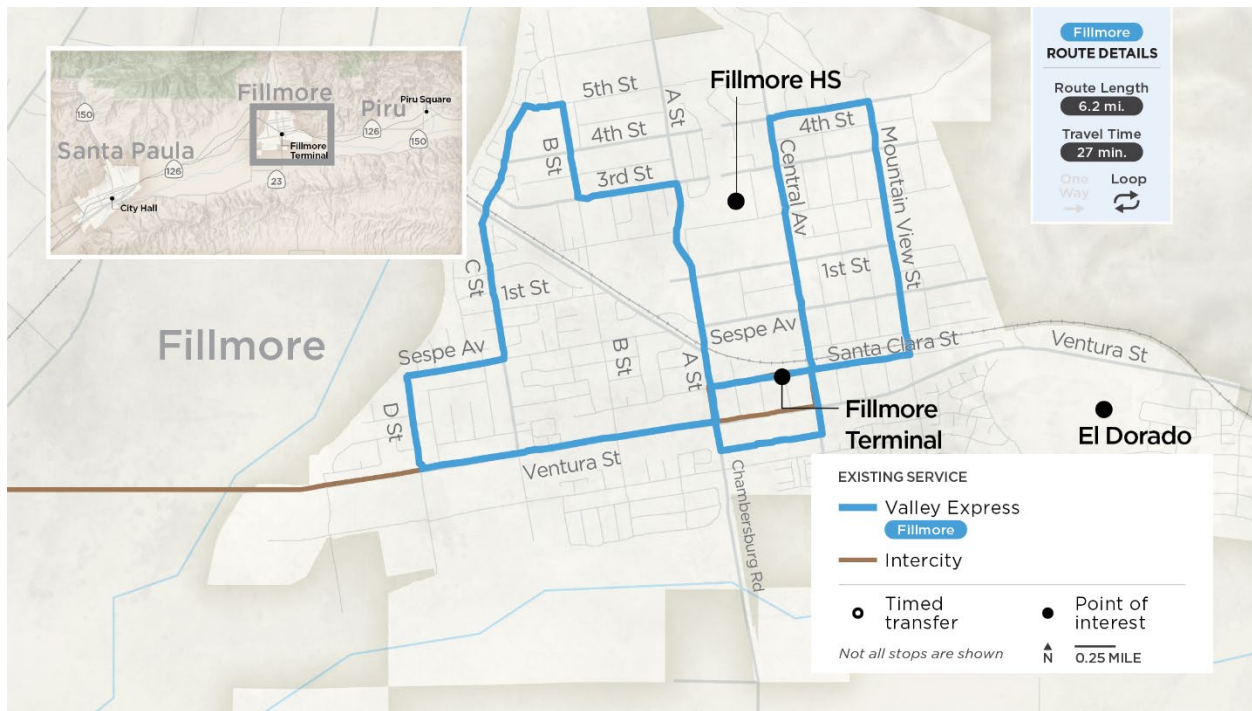 Fillmore
ROUTE DETAILS
Route Length
6.2 mi.
Travel Time
27 min.
One
Way
Loop
150
Santa Paula
126
City Hall
Fillmore
Fillmore
Terminal
23
Piru
126
150
Piru Square
Fillmore HS
5th St
4th St
B St
3rd St
A St
4th St
Central Av
Mountain View St
C St
1st St
1st St
Fillmore
Sespe Av
B St
A St
Sespe Av
Santa Clara St
Ventura St
D St
Fillmore
Terminal
El Dorado
Ventura St
Chambersburg Rd
EXISTING SERVICE
Valley Express
Fillmore
Intercity
Timed
transfer
Point of
interest
Not all stops are shown
N
0.25 MILE